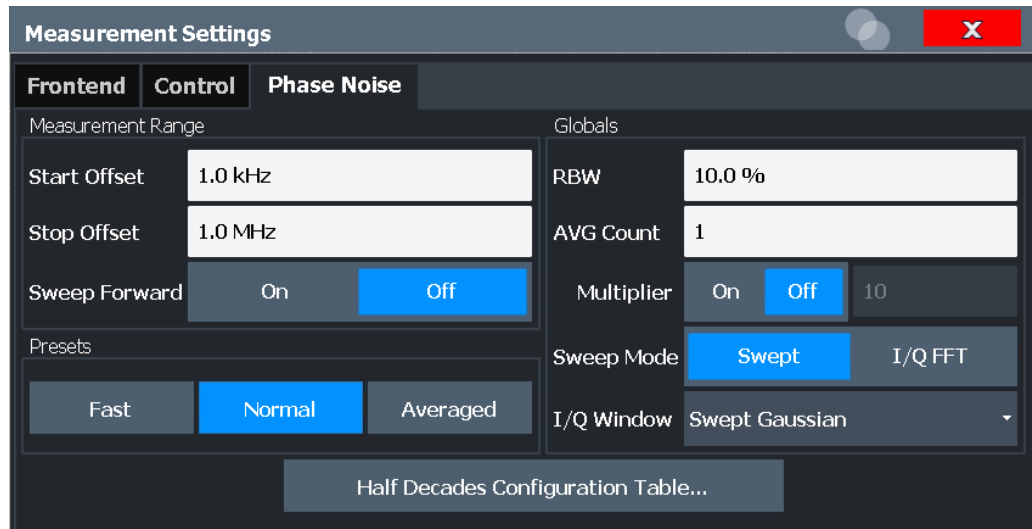 Measurement Settings
X
Frontend Control Phase Noise
Measurement Range
Start Offset 1.0 kHz
Stop Offset 1.0 MHz
Sweep Forward On Off
Presets
Fast Normal Averaged
Globals
RBW 10.0 %
AVG Count 1
Multiplier On Off 10
Sweep Mode Swept I/Q FFT
I/Q Window Swept Gaussian
Half Decades Configuration Table...